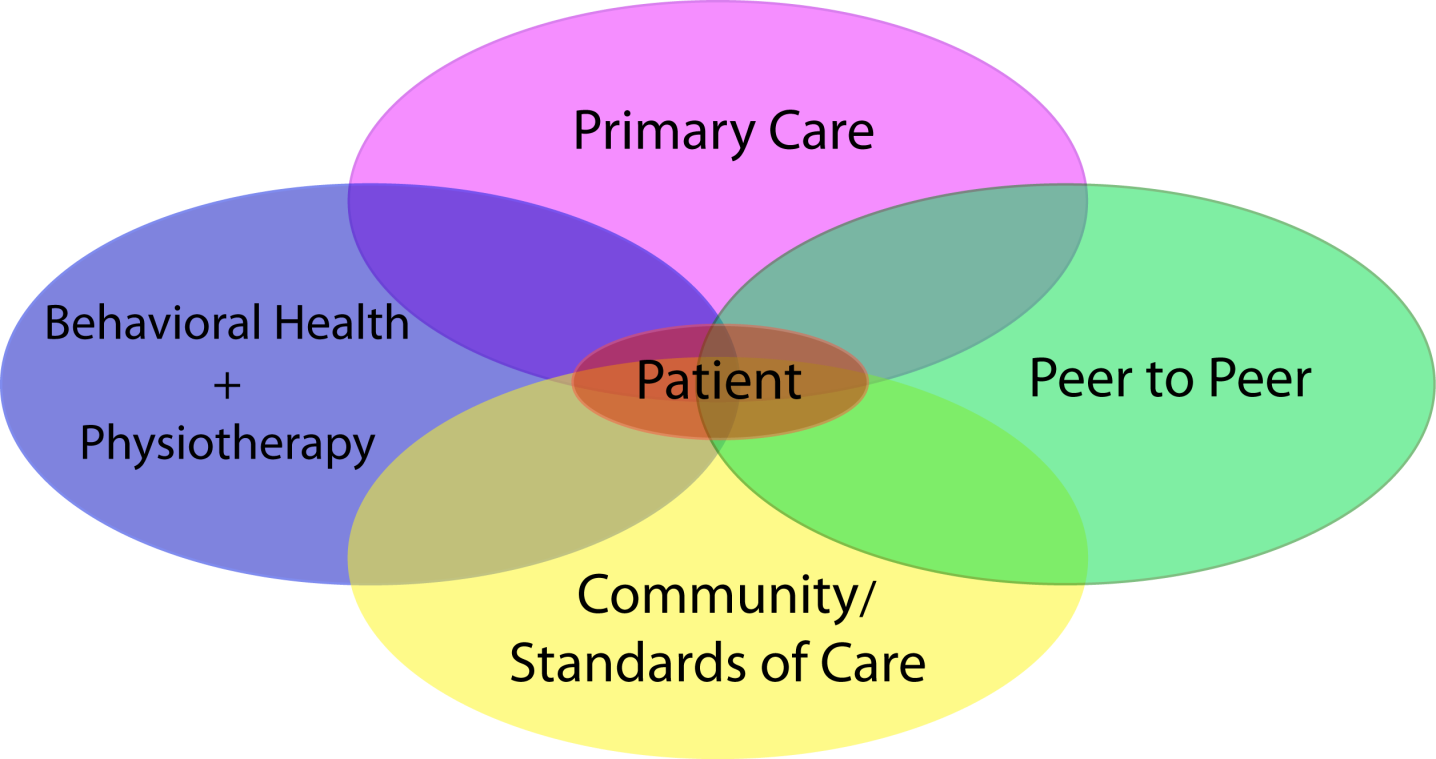 Primary Care
Behavioral Health
+
Physiotherapy
Patient
Peer to Peer
Community/
Standards of Care